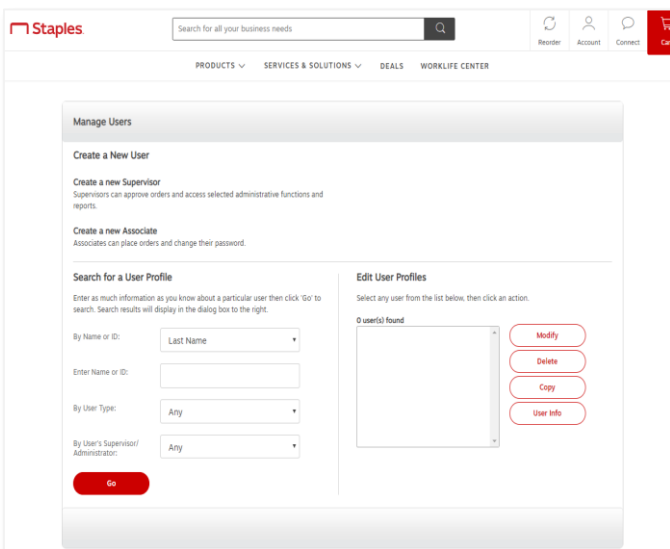 Staples
Search for all your business needs
Reorder
Account
Connect
PRODUCTS
SERVICES & SOLUTIONS
DEALS
WORKLIFE CENTER
Manage Users
Create a New User
Create a new Supervisor
Supervisors can approve orders and access selected administrative functions and
reports.
Create a new Associate
Associates can place orders and change their password.
Search for a User Profile
Enter as much information as you know about a particular user then click 'Go' to
search. Search results will display in the dialog box to the right.
By Name or ID:
Last Name
Enter Name or ID:
By User Type:
Any
By User's Supervisor/
Administrator:
Any
Go
Edit User Profiles
Select any user from the list below, then click an action.
0 user(s) found
Modify
Delete
Copy
User Info